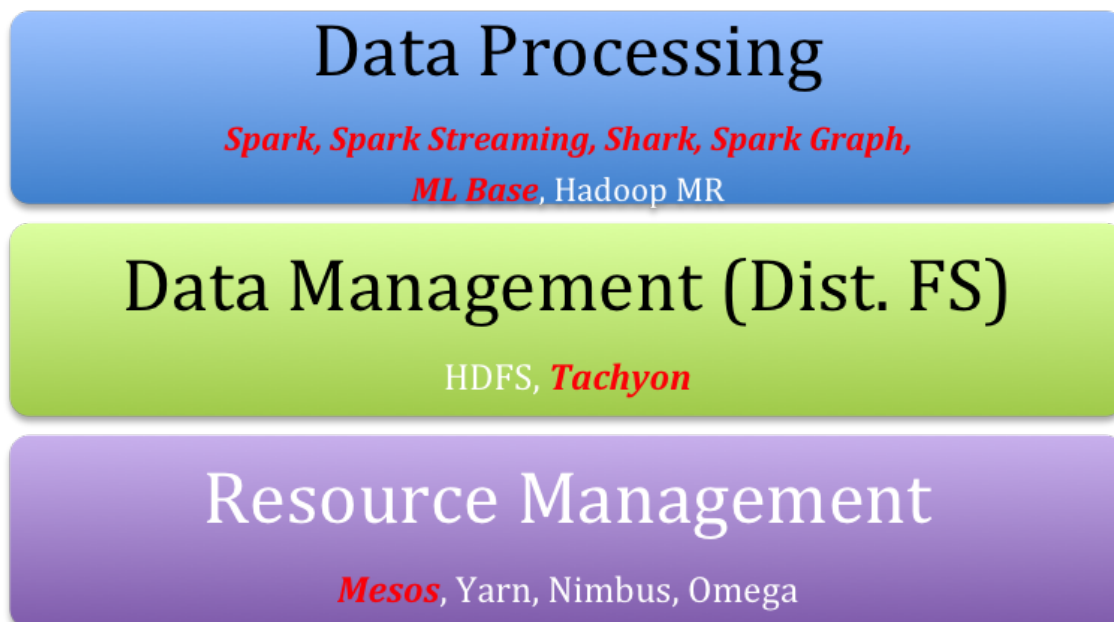 Data Processing
Spark, Spark Streaming, Shark, Spark Graph,
ML Base, Hadoop MR
Data Management (Dist. FS)
HDFS, Tachyon
Resource Management
Mesos, Yarn, Nimbus, Omega